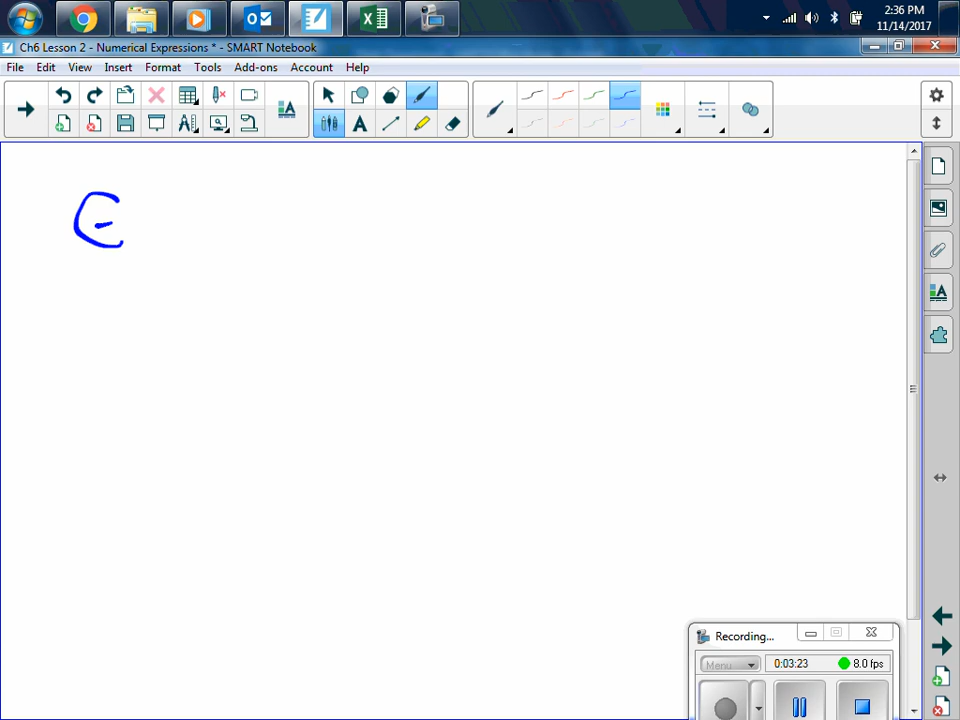 2:36 PM
11/14/2017
Ch6 Lesson 2 - Numerical Expressions * - SMART Notebook
File Edit View Insert Format Tools Add-ons Account Help
E
Recording...
Menu 0:03:23 8.0 fps